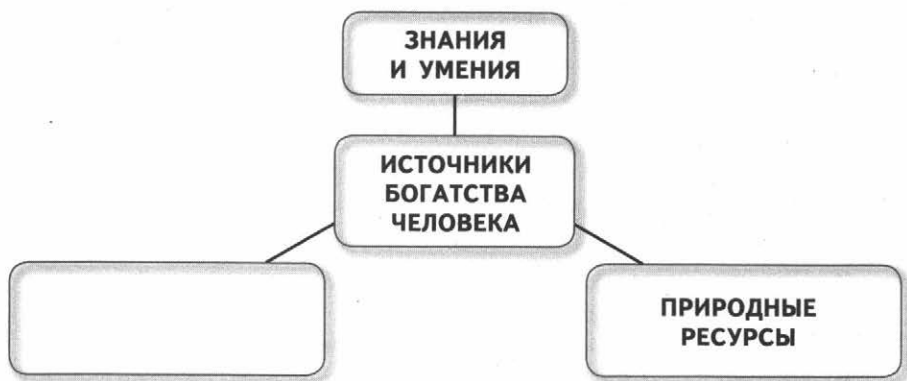 ЗНАНИЯ
И УМЕНИЯ
ИСТОЧНИКИ
БОГАТСТВА
ЧЕЛОВЕКА
ПРИРОДНЫЕ
РЕСУРСЫ